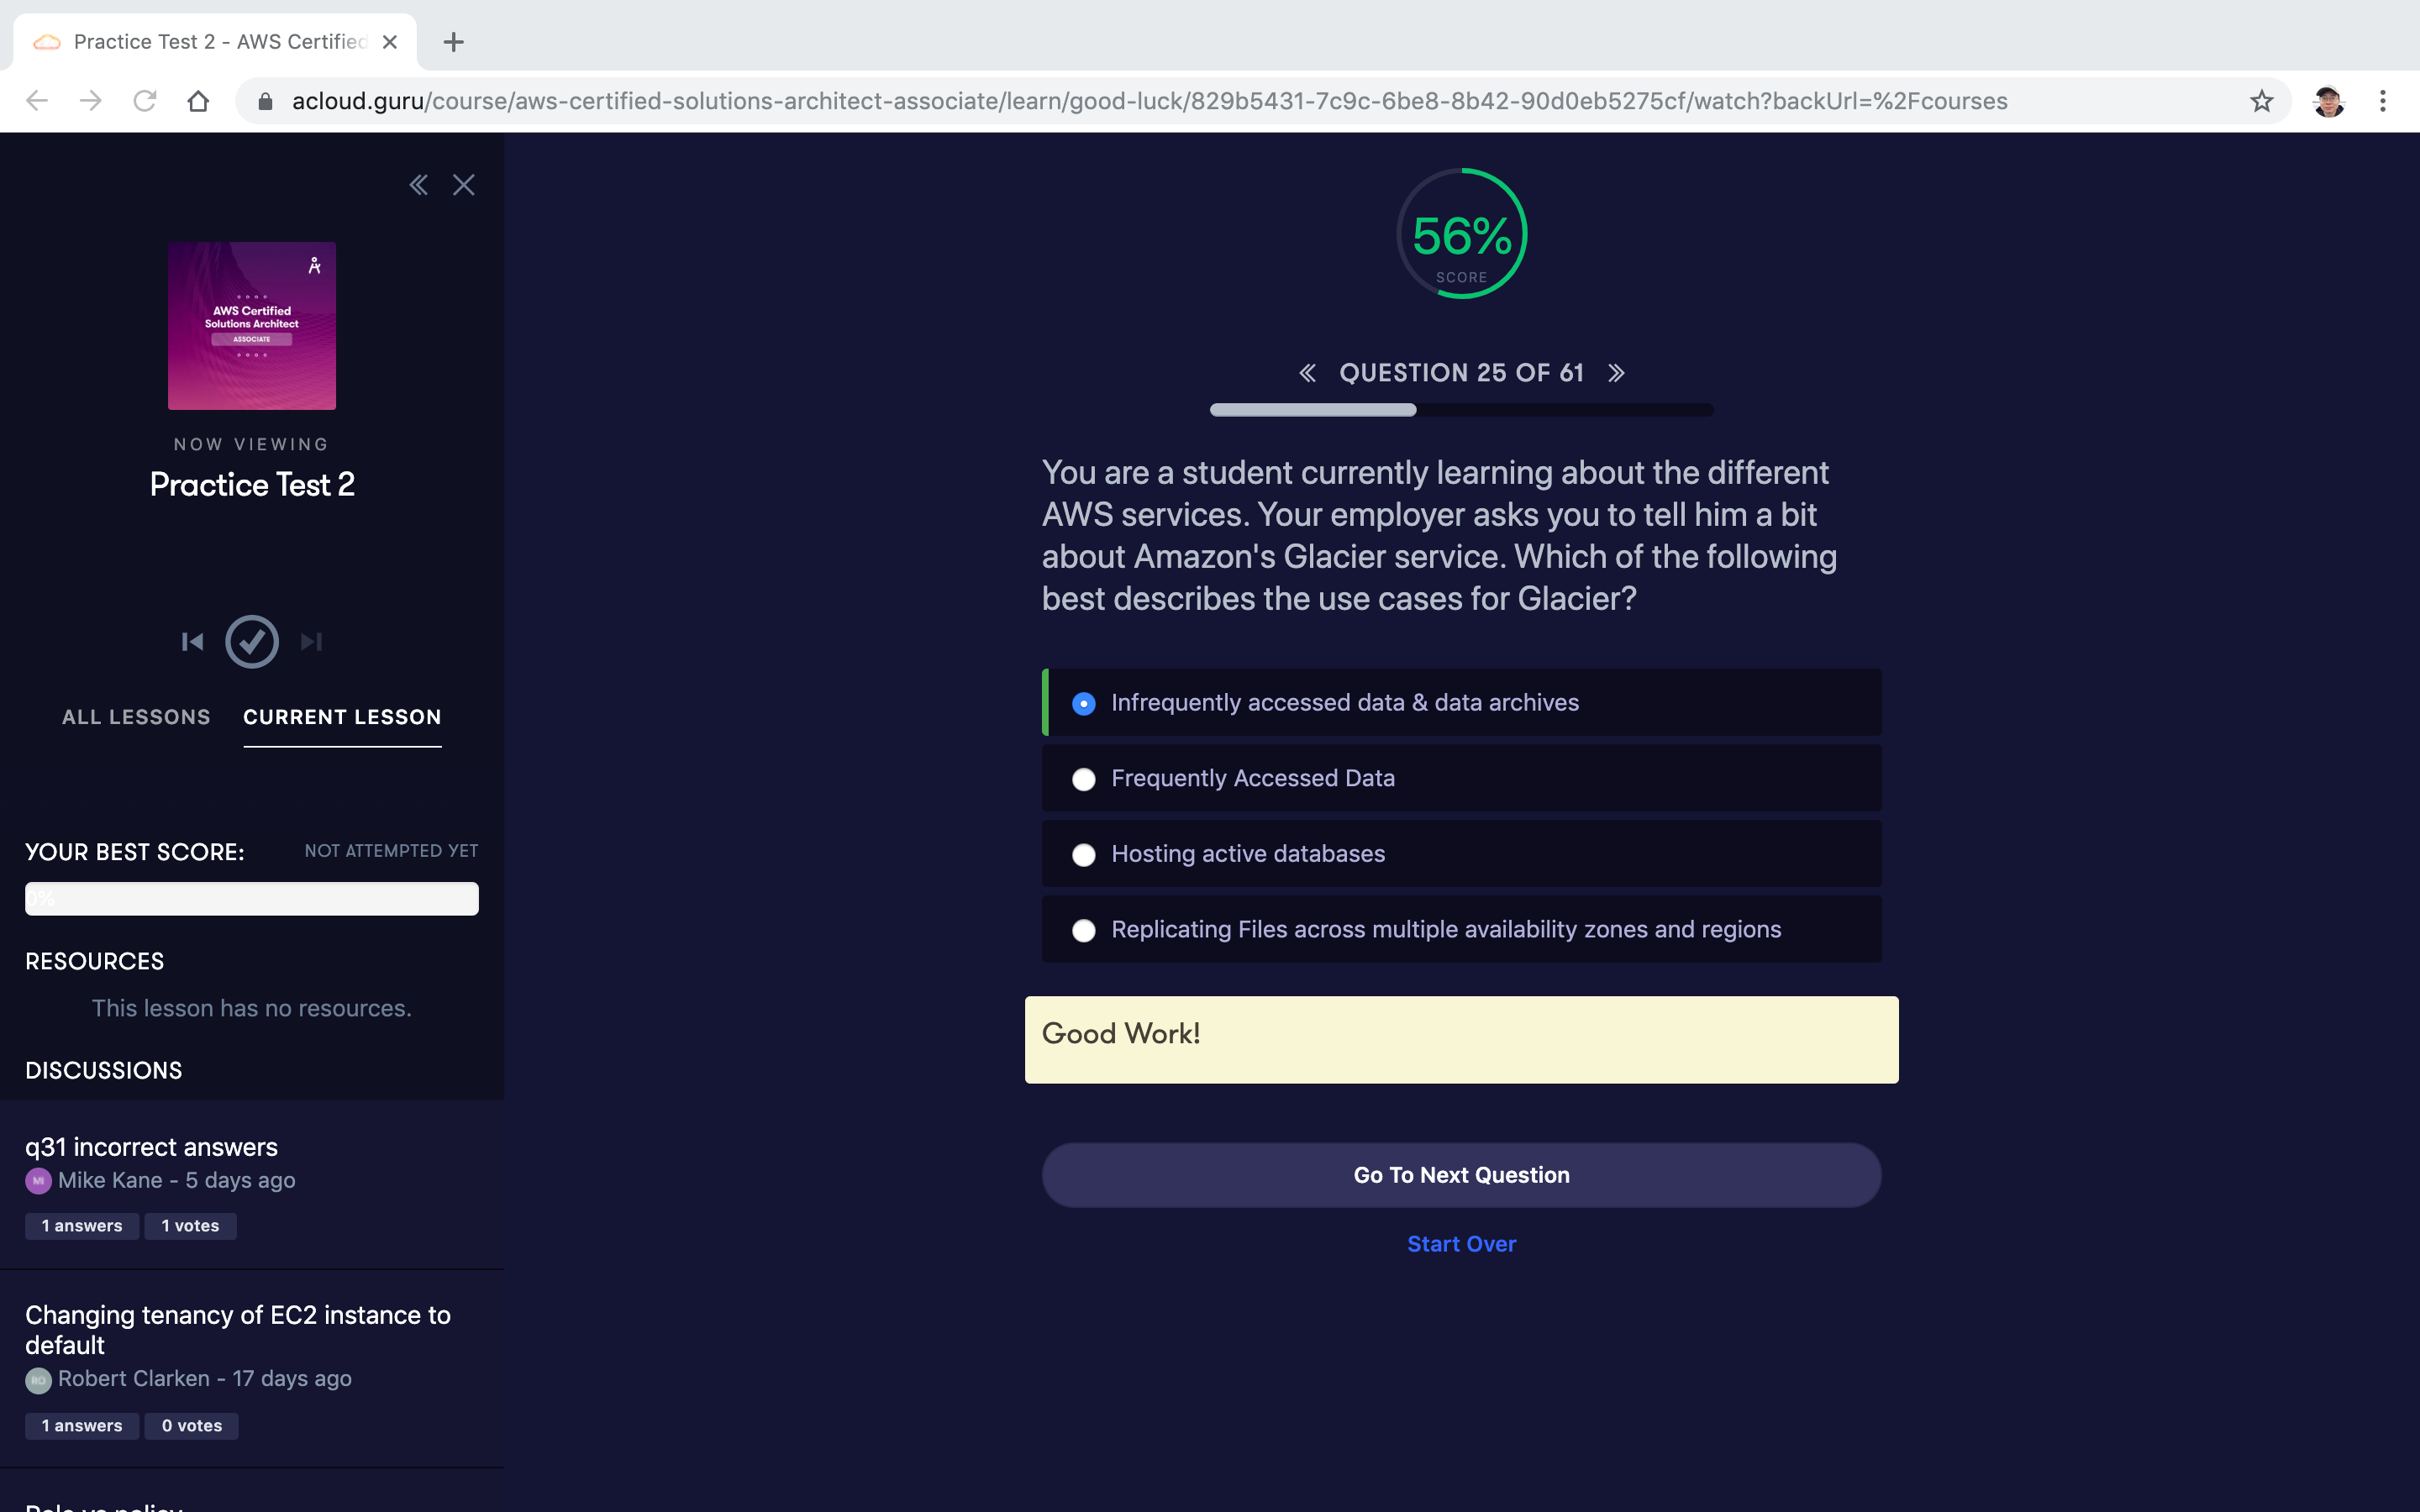 Practice Test 2 - AWS Certified
acloud.guru/course/aws-certified-solutions-architect-associate/learn/good-luck/829b5431-7c9c-6be8-8b42-90d0eb5275cf/watch?backUrl=%2Fcourses
AWS Certified
Solutions Architect
ASSOCIATE
NOW VIEWING
Practice Test 2
ALL LESSONS
CURRENT LESSON
YOUR BEST SCORE:
NOT ATTEMPTED YET
0%
RESOURCES
This lesson has no resources.
DISCUSSIONS
q31 incorrect answers
MI
Mike Kane - 5 days ago
1 answers
1 votes
Changing tenancy of EC2 instance to
default
RO
Robert Clarken - 17 days ago
1 answers
0 votes
56%
SCORE
QUESTION 25 OF 61
You are a student currently learning about the different
AWS services. Your employer asks you to tell him a bit
about Amazon's Glacier service. Which of the following
best describes the use cases for Glacier?
Infrequently accessed data & data archives
Frequently Accessed Data
Hosting active databases
Replicating Files across multiple availability zones and regions
Good Work!
Go To Next Question
Start Over